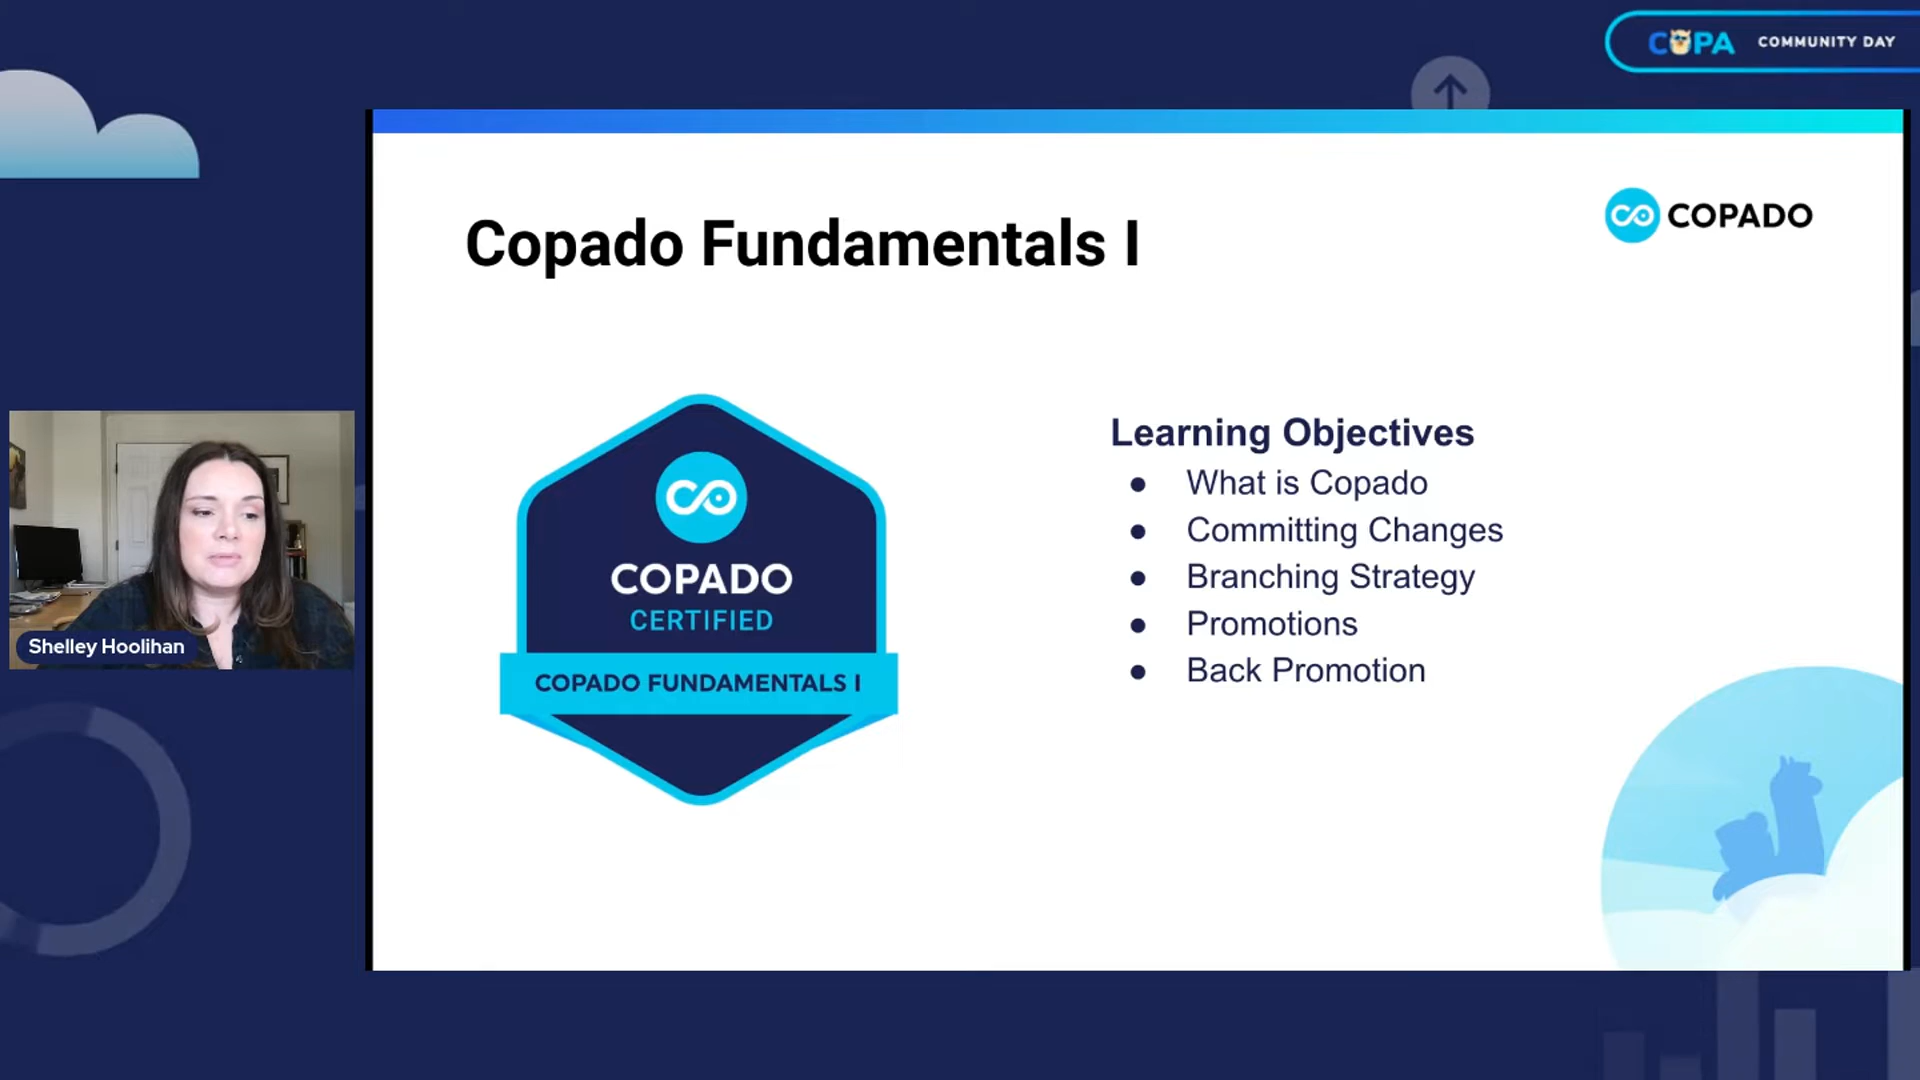 COPA COMMUNITY DAY
COPADO
Copado Fundamentals I
COPADO
CERTIFIED
COPADO FUNDAMENTALS I
Learning Objectives
● What is Copado
● Committing Changes
● Branching Strategy
● Promotions
● Back Promotion
Shelley Hoolihan